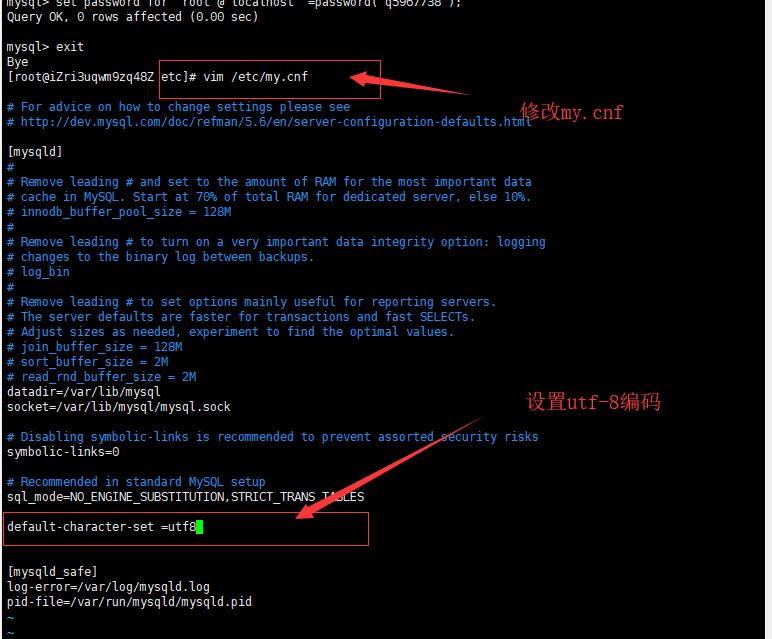 mysql> set password for 'root'@'localhost' =password('q5967738');
Query OK, 0 rows affected (0.00 sec)
mysql> exit
Bye
[root@iZri3uqwm9zq48Z etc]# vim /etc/my.cnf
修改my.cnf
# For advice on how to change settings please see
# http://dev.mysql.com/doc/refman/5.6/en/server-configuration-defaults.html
[mysqld]
#
# Remove leading # and set to the amount of RAM for the most important data
# cache in MySQL. Start at 70% of total RAM for dedicated server, else 10%.
# innodb_buffer_pool_size = 128M
#
# Remove leading # to turn on a very important data integrity option: logging
# changes to the binary log between backups.
# log_bin
#
# Remove leading # to set options mainly useful for reporting servers.
# The server defaults are faster for transactions and fast SELECTs.
# Adjust sizes as needed, experiment to find the optimal values.
# join_buffer_size = 128M
# sort_buffer_size = 2M
# read_rnd_buffer_size = 2M
datadir=/var/lib/mysql
socket=/var/lib/mysql/mysql.sock
设置utf-8编码
# Disabling symbolic-links is recommended to prevent assorted security risks
symbolic-links=0
# Recommended in standard MySQL setup
sql_mode=NO_ENGINE_SUBSTITUTION,STRICT_TRANS_TABLES
default-character-set =utf8
[mysqld_safe]
log-error=/var/log/mysqld.log
pid-file=/var/run/mysqld/mysqld.pid
~
~